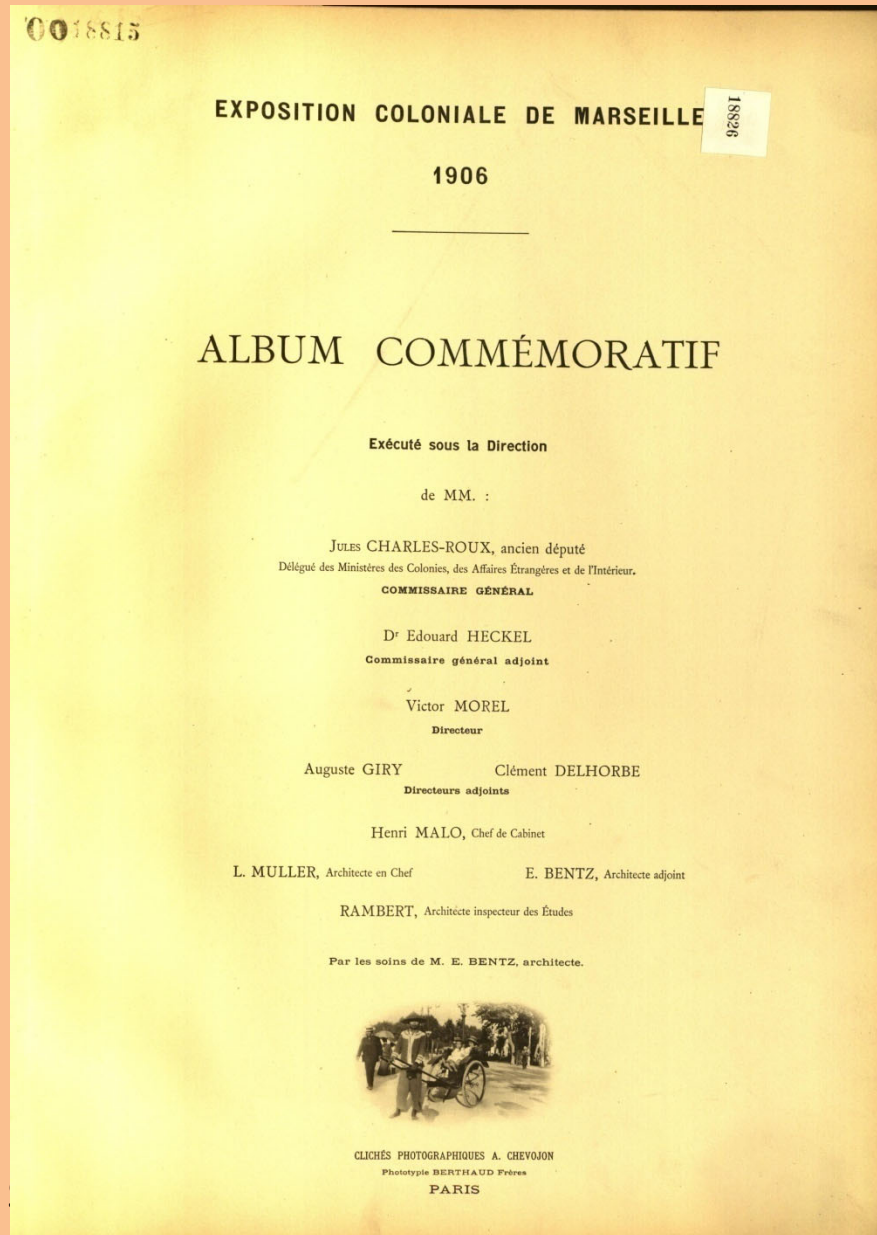 0018815
EXPOSITION COLONIALE DE MARSEILLE
18826
1906
ALBUM COMMÉMORATIF
Exécuté sous la Direction
de MM. :
Jules CHARLES-ROUX, ancien député
Délégué des Ministères des Colonies, des Affaires Étrangères et de l'Intérieur.
COMMISSAIRE GÉNÉRAL
Dr Edouard HECKEL
Commissaire général adjoint
Victor MOREL
Directeur
Auguste GIRY Clément DELHORBE
Directeurs adjoints
Henri MALO, Chef de Cabinet
L. MULLER, Architecte en Chef E. BENTZ, Architecte adjoint
RAMBERT, Architecte inspecteur des Études
Par les soins de M. E. BENTZ, architecte.
CLICHÉS PHOTOGRAPHIQUES A. CHEVOJON
Phototypie BERTHAUD Frères
PARIS